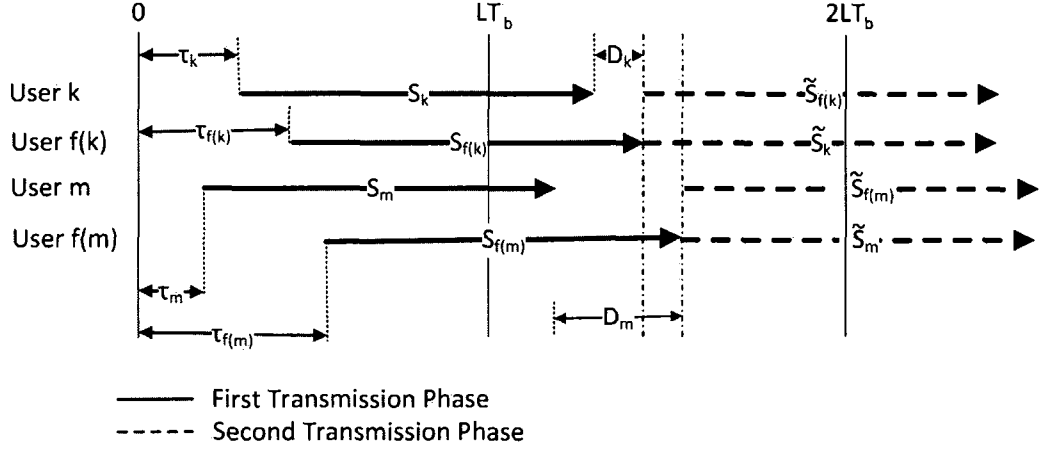 0 LT_b 2LT_b
τ_k D_k
User k S_k S̃_f(k)
τ_f(k)
User f(k) S_f(k) S̃_k
User m S_m S̃_f(m)
User f(m) S_f(m) S̃_m
τ_m
D_m
τ_f(m)
First Transmission Phase
Second Transmission Phase